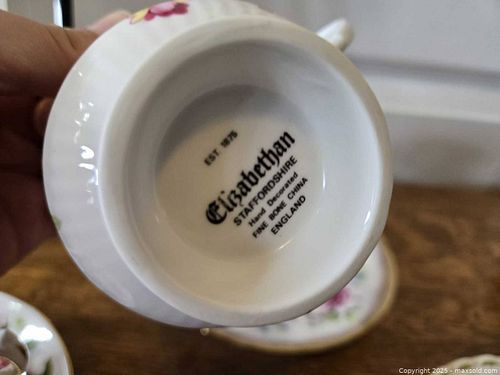 EST. 1875
Elizabethan
STAFFORDSHIRE
Hand Decorated
FINE BONE CHINA
ENGLAND
Copyright 2025 - maxsold.com